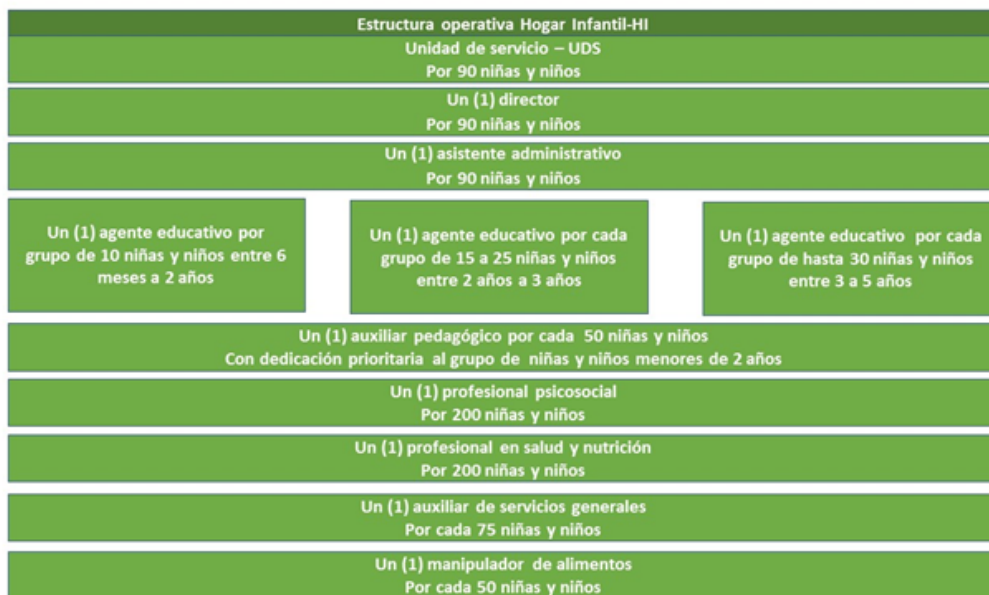 Estructura operativa Hogar Infantil-HI
Unidad de servicio – UDS
Por 90 niñas y niños
Un (1) director
Por 90 niñas y niños
Un (1) asistente administrativo
Por 90 niñas y niños
Un (1) agente educativo por
grupo de 10 niñas y niños entre 6
meses a 2 años
Un (1) agente educativo por cada
grupo de 15 a 25 niñas y niños
entre 2 años a 3 años
Un (1) agente educativo por cada
grupo de hasta 30 niñas y niños
entre 3 a 5 años
Un (1) auxiliar pedagógico por cada 50 niñas y niños
Con dedicación prioritaria al grupo de niñas y niños menores de 2 años
Un (1) profesional psicosocial
Por 200 niñas y niños
Un (1) profesional en salud y nutrición
Por 200 niñas y niños
Un (1) auxiliar de servicios generales
Por cada 75 niñas y niños
Un (1) manipulador de alimentos
Por cada 50 niñas y niños